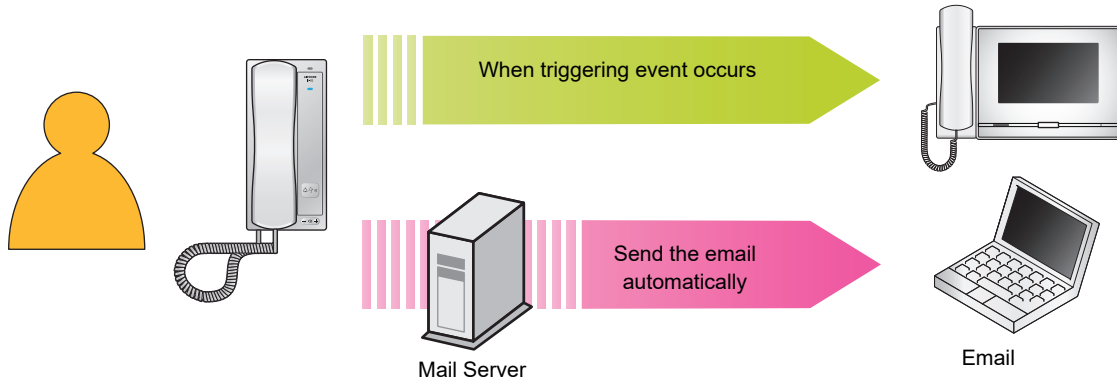 When triggering event occurs
Send the email
automatically
Mail Server
Email